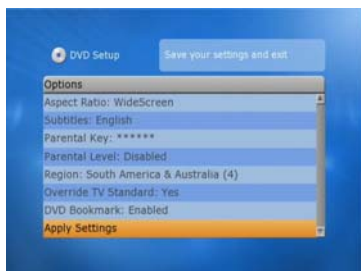 DVD Setup
Save your settings and exit
Options
Aspect Ratio: WideScreen
Subtitles: English
Parental Key: ******
Parental Level: Disabled
Region: South America & Australia (4)
Override TV Standard: Yes
DVD Bookmark: Enabled
Apply Settings